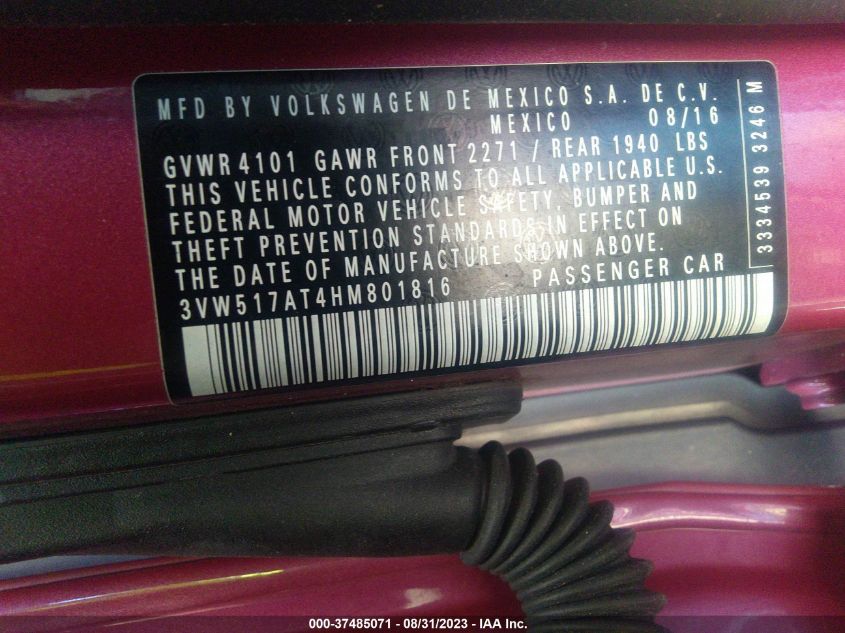 MFD BY VOLKSWAGEN DE MEXICO S.A. DE C.V.
MEXICO 08/16
GVWR 4101 GAWR FRONT 2271 / REAR 1940 LBS
THIS VEHICLE CONFORMS TO ALL APPLICABLE U.S.
FEDERAL MOTOR VEHICLE SAFETY, BUMPER AND
THEFT PREVENTION STANDARDS IN EFFECT ON
THE DATE OF MANUFACTURE SHOWN ABOVE.
3VW517AT4HM801816 PASSENGER CAR
3334539 3246 M
000-37485071 - 08/31/2023 - IAA Inc.